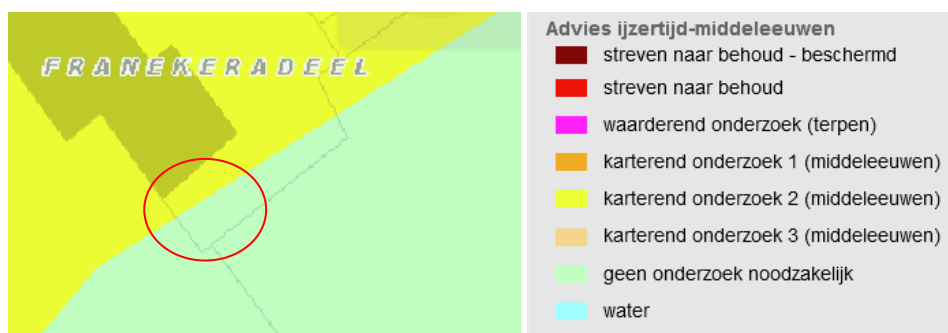 FRANEKERADEEL
Advies ijzertijd-middeleeuwen
streven naar behoud - beschermd
streven naar behoud
waarderend onderzoek (terpen)
karterend onderzoek 1 (middeleeuwen)
karterend onderzoek 2 (middeleeuwen)
karterend onderzoek 3 (middeleeuwen)
geen onderzoek noodzakelijk
water